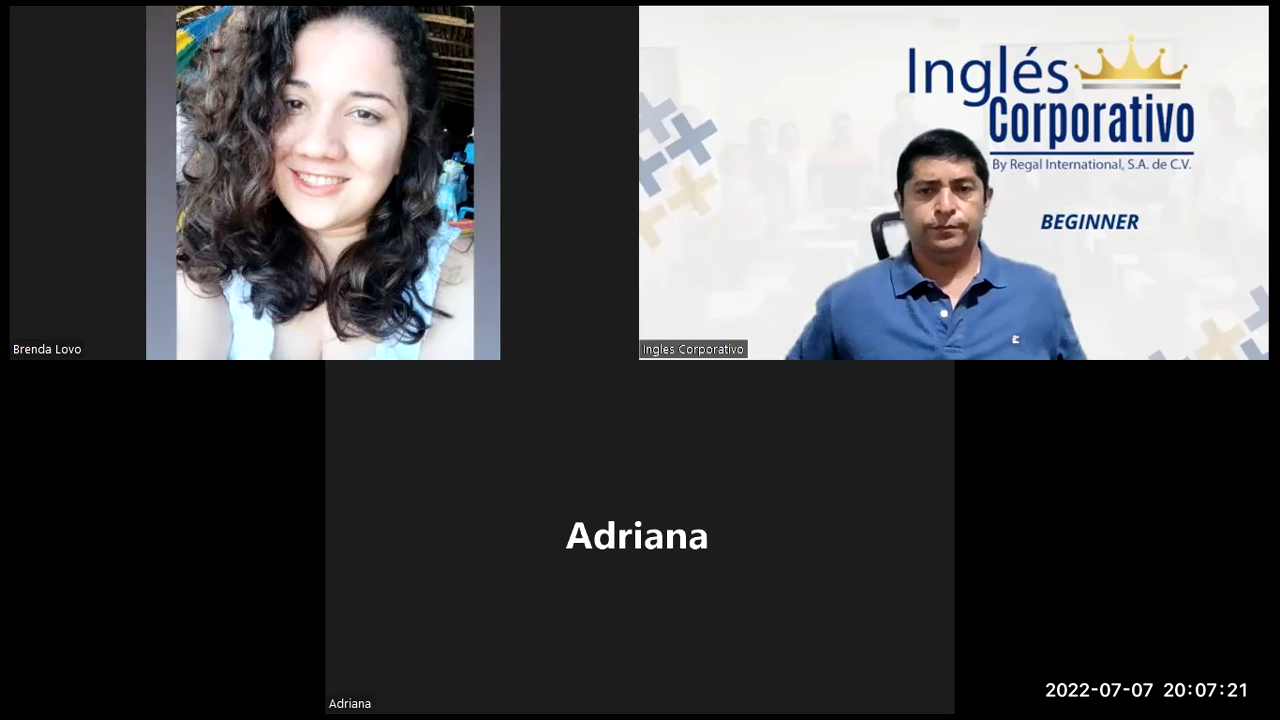 Inglés
Corporativo
By Regal International, S.A. de C.V.
BEGINNER
Brenda Lovo
Ingles Corporativo
Adriana
Adriana
2022-07-07 20:07:21